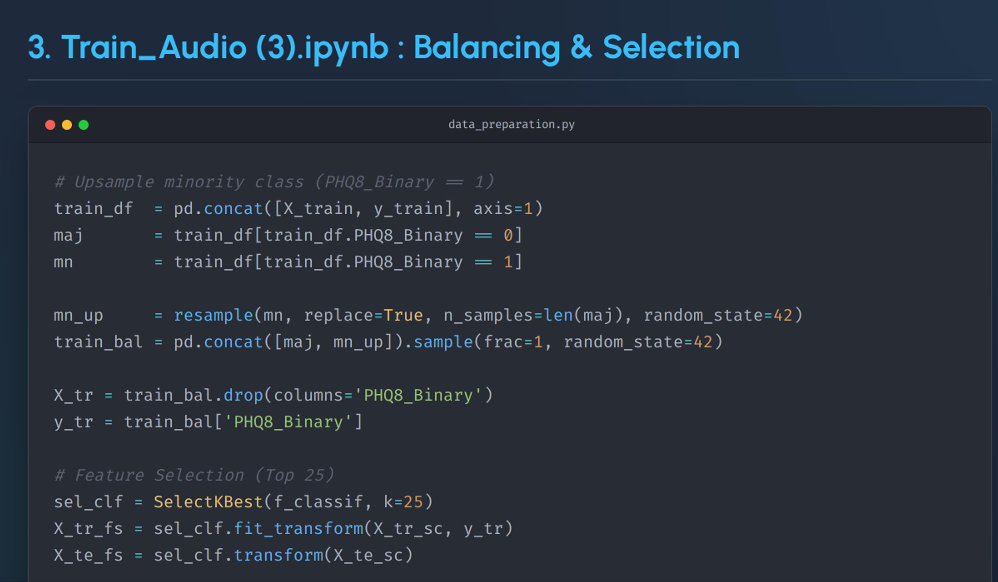 3. Train_Audio (3).ipynb : Balancing & Selection
data_preparation.py
# Upsample minority class (PHQ8_Binary == 1)
train_df  = pd.concat([X_train, y_train], axis=1)
maj       = train_df[train_df.PHQ8_Binary == 0]
mn        = train_df[train_df.PHQ8_Binary == 1]
mn_up     = resample(mn, replace=True, n_samples=len(maj), random_state=42)
train_bal = pd.concat([maj, mn_up]).sample(frac=1, random_state=42)
X_tr = train_bal.drop(columns='PHQ8_Binary')
y_tr = train_bal['PHQ8_Binary']
# Feature Selection (Top 25)
sel_clf = SelectKBest(f_classif, k=25)
X_tr_fs = sel_clf.fit_transform(X_tr_sc, y_tr)
X_te_fs = sel_clf.transform(X_te_sc)